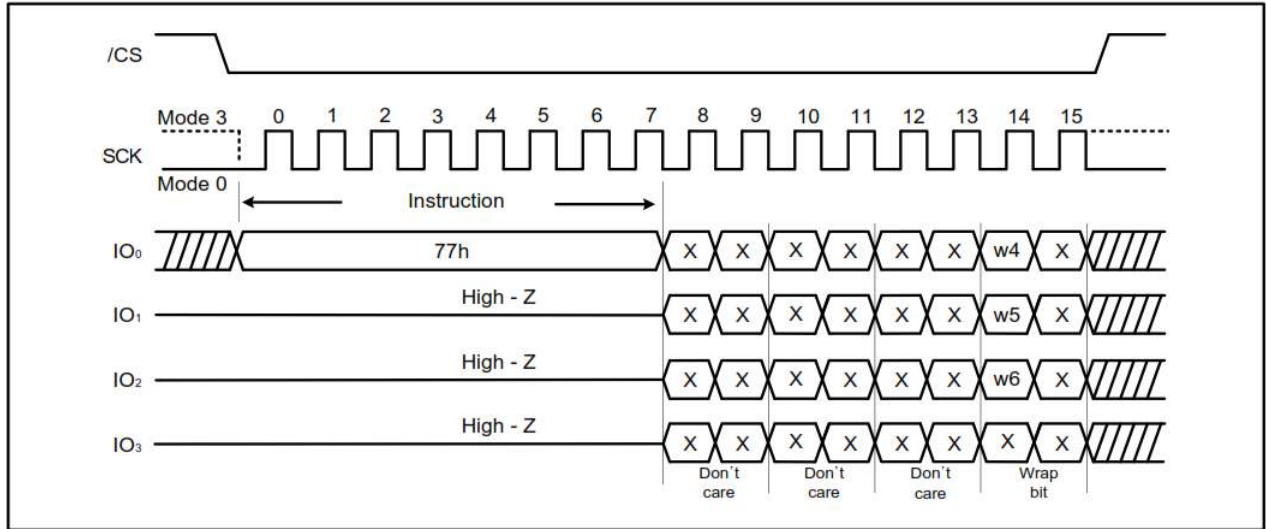 /CS
Mode 3 0 1 2 3 4 5 6 7 8 9 10 11 12 13 14 15
SCK
Mode 0
Instruction
IO₀ 77h X X X X X X w4 X
High - Z
IO₁ X X X X X X w5 X
High - Z
IO₂ X X X X X X w6 X
High - Z
IO₃ X X X X X X X X
Don't Don't Don't Wrap
care care care bit